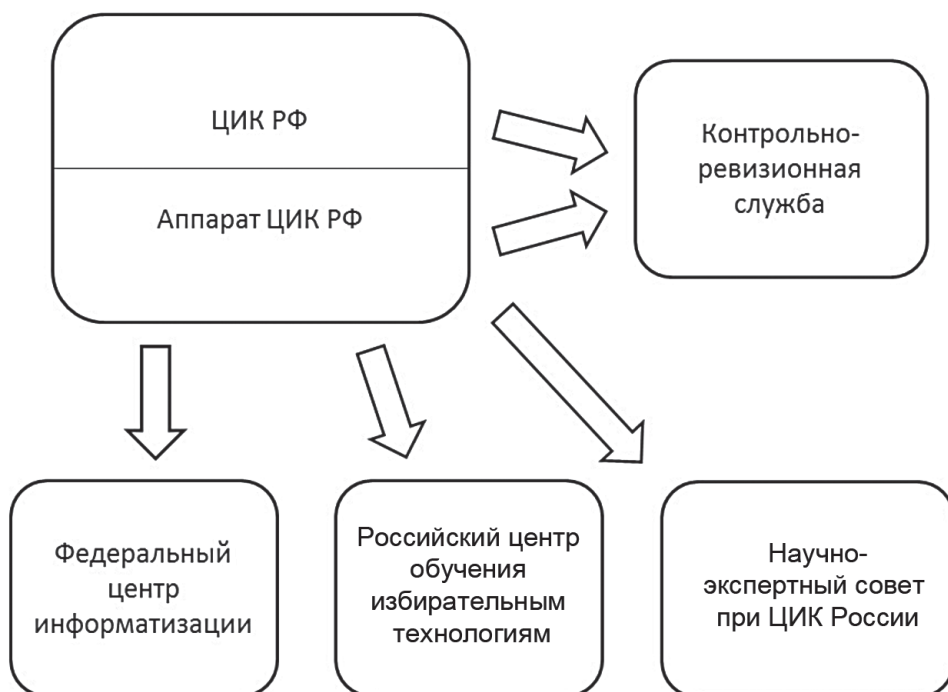 ЦИК РФ
Аппарат ЦИК РФ
Контрольно-
ревизионная
служба
Федеральный
центр
информатизации
Российский центр
обучения
избирательным
технологиям
Научно-
экспертный совет
при ЦИК России